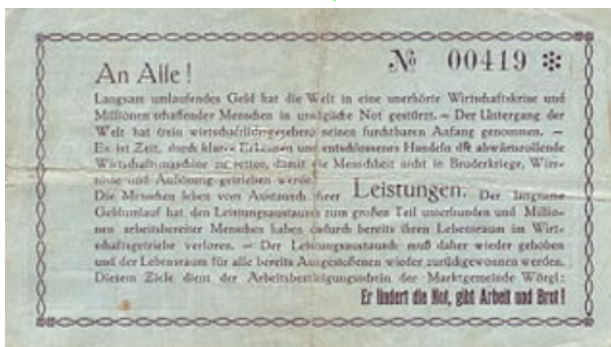 № 00419 ✻
An Alle!
Langsam umlaufendes Geld hat die Welt in eine unerhörte Wirtschaftskrise und
Millionen schaffender Menschen in unsägliche Not gestürzt. – Der Untergang der
Welt hat (rein wirtschaftlich gesehen) seinen furchtbaren Anfang genommen. –
Es ist Zeit, durch klares Erkennen und entschlossenes Handeln die abwärtsrollende
Wirtschaftsmaschine zu retten, damit die Menschheit nicht in Bruderkriege, Wirr-
nisse und Auflösung getrieben werde.
Die Menschen leben vom Austausch ihrer Leistungen. Der langsame
Geldumlauf hat den Leistungsaustausch zum großen Teil unterbunden und Millio-
nen arbeitsbereiter Menschen haben dadurch bereits ihren Lebensraum im Wirt-
schaftsgetriebe verloren. – Der Leistungsaustausch muß daher wieder gehoben
und der Lebensraum für alle bereits Ausgestoßenen wieder zurückgewonnen werden.
Diesem Ziele dient der Arbeitsbestätigungsschein der Marktgemeinde Wörgl:
Er lindert die Not, gibt Arbeit und Brot!